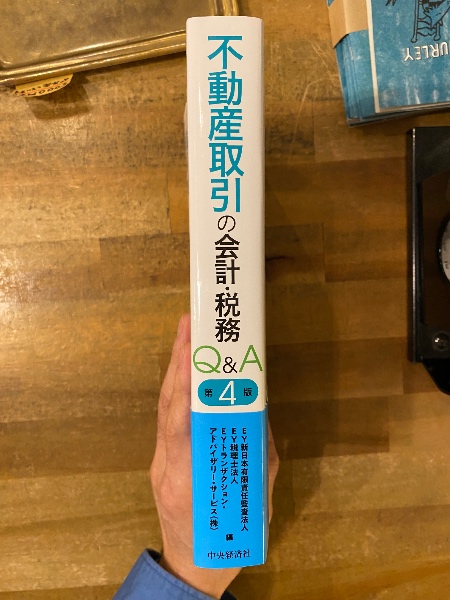 不動産取引の会計・税務
Q&A
第4版
EY新日本有限責任監査法人
EY税理士法人
EYトランザクション・
アドバイザリー・サービス(株)
編
中央経済社
URLEY